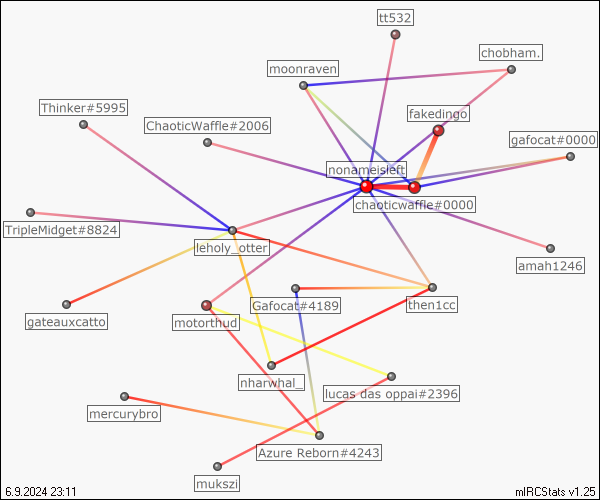 tt532
chobham.
moonraven
Thinker#5995
fakedingo
ChaoticWaffle#2006
gafocat#0000
nonameisleft
chaoticwaffle#0000
TripleMidget#8824
leholy_otter
amah1246
Gafocat#4189
then1cc
gateauxcatto
motorthud
nharwhal_
lucas das oppai#2396
mercurybro
Azure Reborn#4243
mukszi
6.9.2024 23:11
mIRCStats v1.25